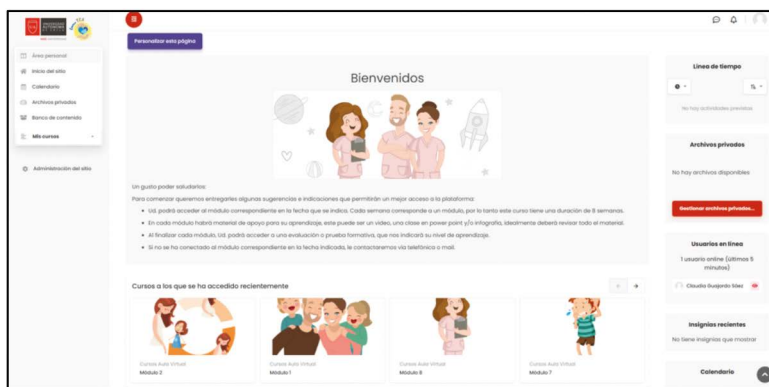 UNIVERSIDAD
AUTÓNOMA
DE CHILE
Personalizar esta página
Área personal
Inicio del sitio
Calendario
Archivos privados
Banco de contenido
Mis cursos
Administración del sitio
Bienvenidos
Un gusto poder saludarlos:
Para comenzar queremos entregarles algunas sugerencias e indicaciones que permitirán un mejor acceso a la plataforma:
Ud. podrá acceder al módulo correspondiente en la fecha que se indica. Cada semana corresponde a un módulo, por lo tanto este curso tiene una duración de 8 semanas.
En cada módulo habrá material de apoyo para su aprendizaje, este puede ser un video, una clase en power point y/o infografía, idealmente deberá revisar todo el material.
Al finalizar cada módulo, Ud. podrá acceder a una evaluación o prueba formativa, que nos indicará su nivel de aprendizaje.
Si no se ha conectado al módulo correspondiente en la fecha indicada, le contactaremos vía telefónica o mail.
Cursos a los que se ha accedido recientemente
Cursos Aula Virtual
Módulo 2
Cursos Aula Virtual
Módulo 1
Cursos Aula Virtual
Módulo 8
Cursos Aula Virtual
Módulo 7
Línea de tiempo
No hay actividades previstas
Archivos privados
No hay archivos disponibles
Gestionar archivos privados...
Usuarios en línea
1 usuario online (últimos 5
minutos)
Claudia Guajardo Sáez
Insignias recientes
No tiene insignias que mostrar
Calendario